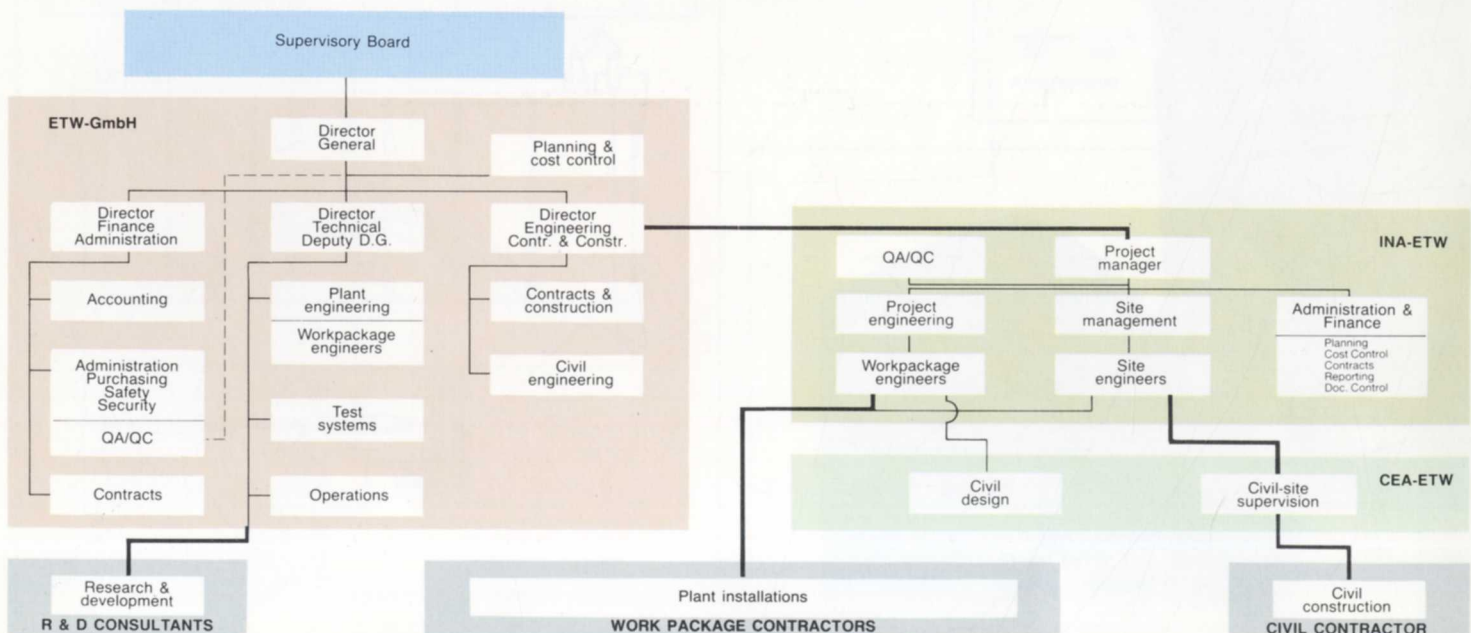 Supervisory Board
ETW-GmbH
Director
General
Planning &
cost control
Director
Finance
Administration
Director
Technical
Deputy D.G.
Director
Engineering
Contr. & Constr.
Accounting
Plant
engineering
Workpackage
engineers
Contracts &
construction
Administration
Purchasing
Safety
Security
QA/QC
Civil
engineering
Test
systems
Contracts
Operations
INA-ETW
QA/QC
Project
manager
Project
engineering
Site
management
Administration &
Finance
Planning
Cost Control
Contracts
Reporting
Doc. Control
Workpackage
engineers
Site
engineers
CEA-ETW
Civil
design
Civil-site
supervision
Research &
development
R & D CONSULTANTS
Plant installations
WORK PACKAGE CONTRACTORS
Civil
construction
CIVIL CONTRACTOR